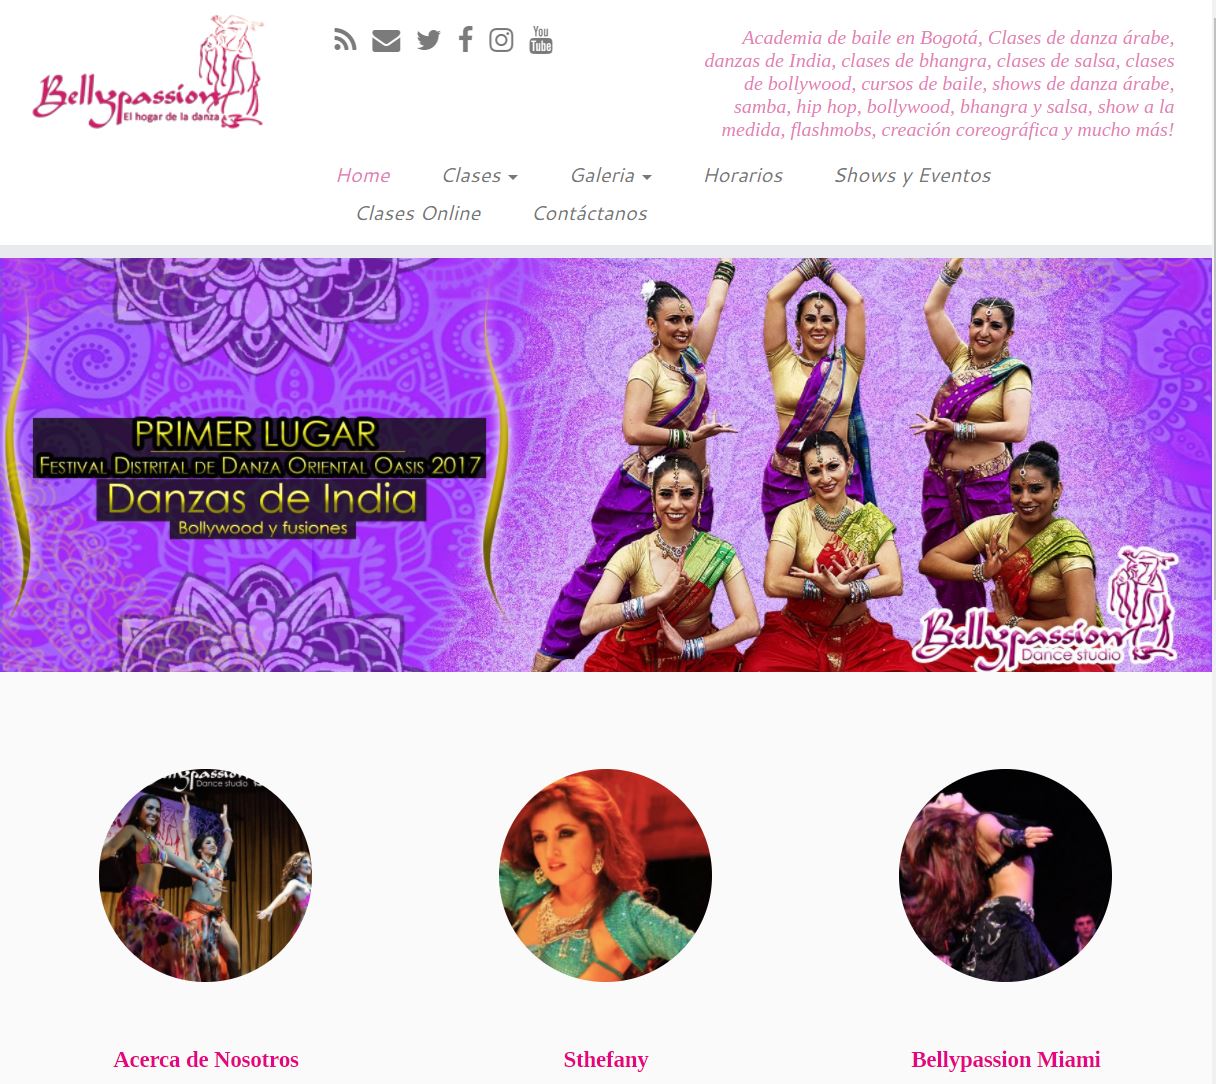 Bellypassion
El hogar de la danza
You
Tube
Academia de baile en Bogotá, Clases de danza árabe,
danzas de India, clases de bhangra, clases de salsa, clases
de bollywood, cursos de baile, shows de danza árabe,
samba, hip hop, bollywood, bhangra y salsa, show a la
medida, flashmobs, creación coreográfica y mucho más!
Home
Clases
Galeria
Horarios
Shows y Eventos
Clases Online
Contáctanos
PRIMER LUGAR
FESTIVAL DISTRITAL DE DANZA ORIENTAL OASIS 2017
Danzas de India
Bollywood y fusiones
Bellypassion
Dance studio
Dance studio
Acerca de Nosotros
Sthefany
Bellypassion Miami